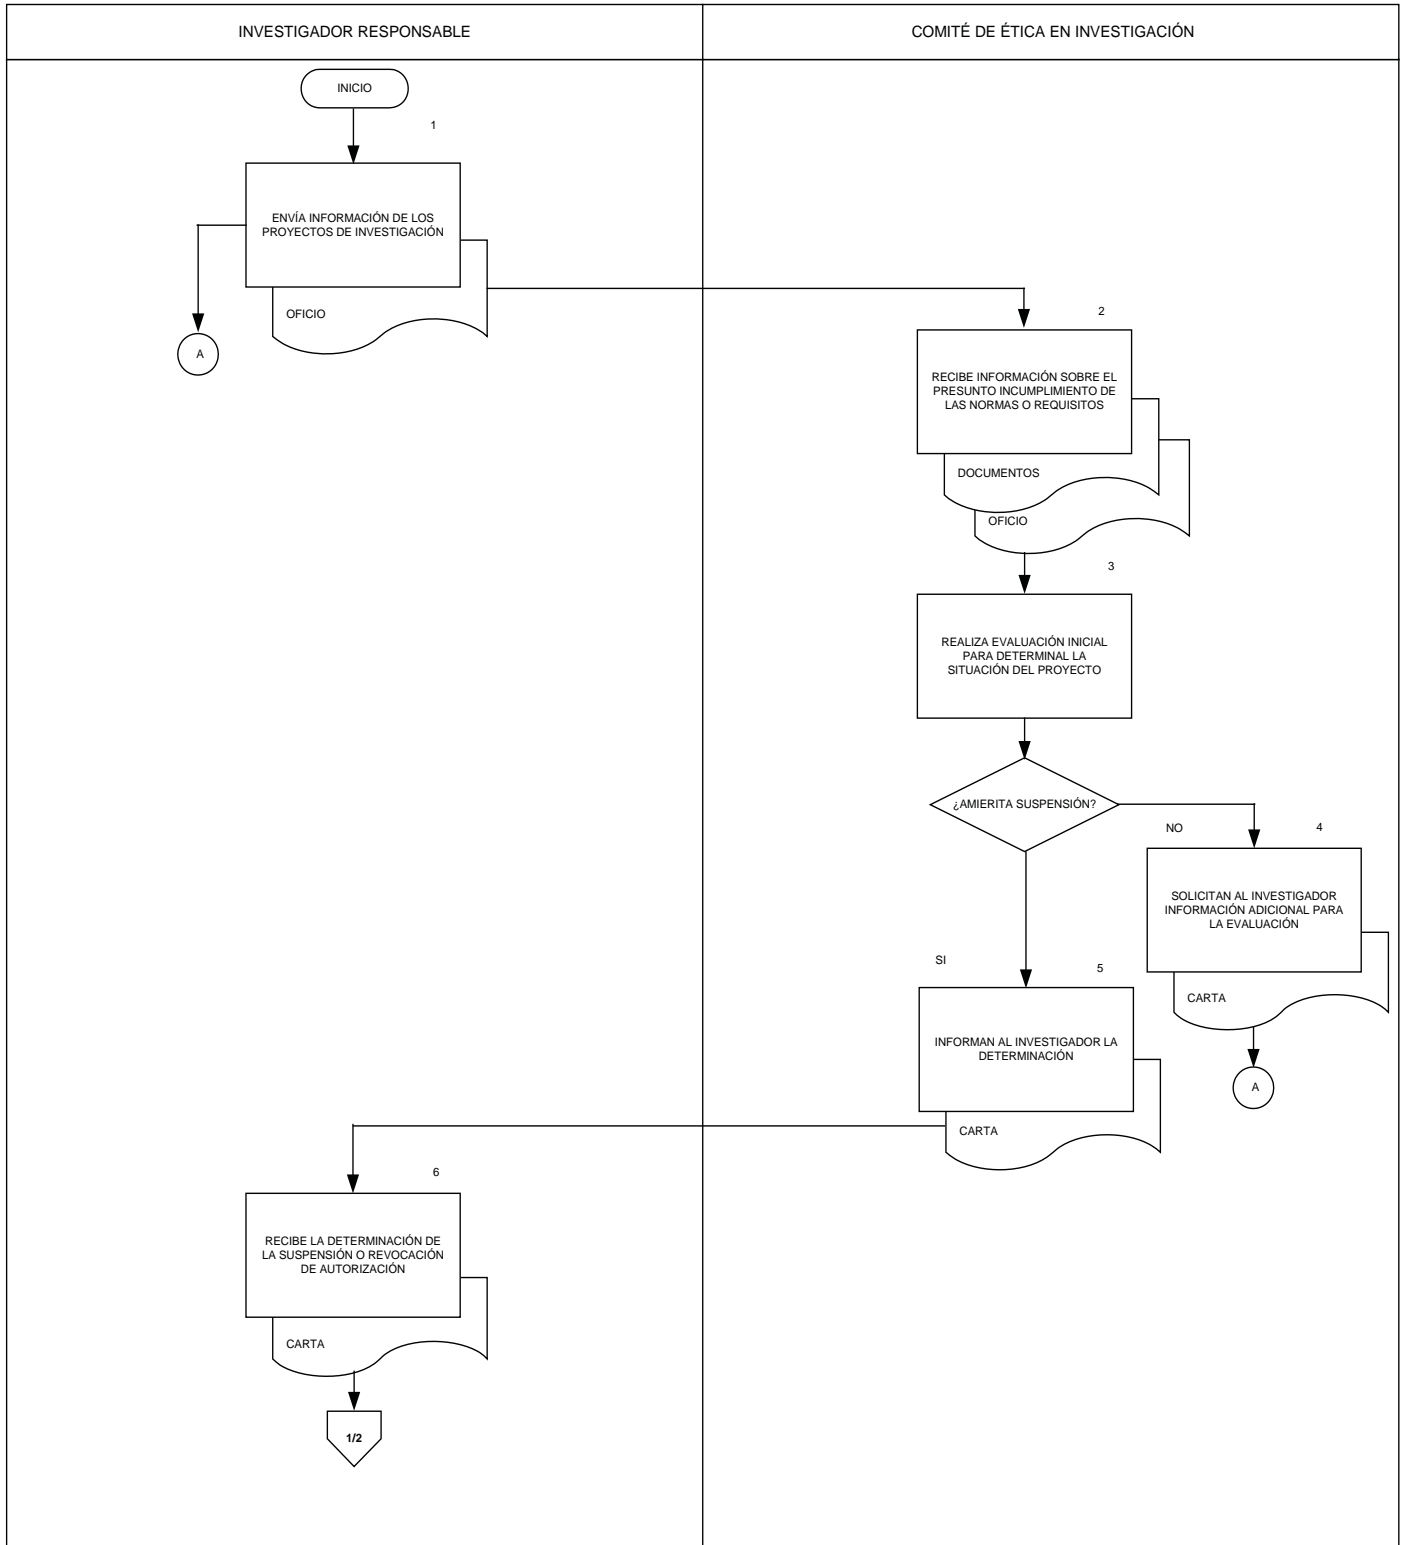 INVESTIGADOR RESPONSABLE
COMITÉ DE ÉTICA EN INVESTIGACIÓN
INICIO
1
ENVÍA INFORMACIÓN DE LOS
PROYECTOS DE INVESTIGACIÓN
OFICIO
A
2
RECIBE INFORMACIÓN SOBRE EL
PRESUNTO INCUMPLIMIENTO DE
LAS NORMAS O REQUISITOS
DOCUMENTOS
OFICIO
3
REALIZA EVALUACIÓN INICIAL
PARA DETERMINAL LA
SITUACIÓN DEL PROYECTO
¿AMIERITA SUSPENSIÓN?
NO
4
SOLICITAN AL INVESTIGADOR
INFORMACIÓN ADICIONAL PARA
LA EVALUACIÓN
CARTA
A
SI
5
INFORMAN AL INVESTIGADOR LA
DETERMINACIÓN
CARTA
6
RECIBE LA DETERMINACIÓN DE
LA SUSPENSIÓN O REVOCACIÓN
DE AUTORIZACIÓN
CARTA
1/2